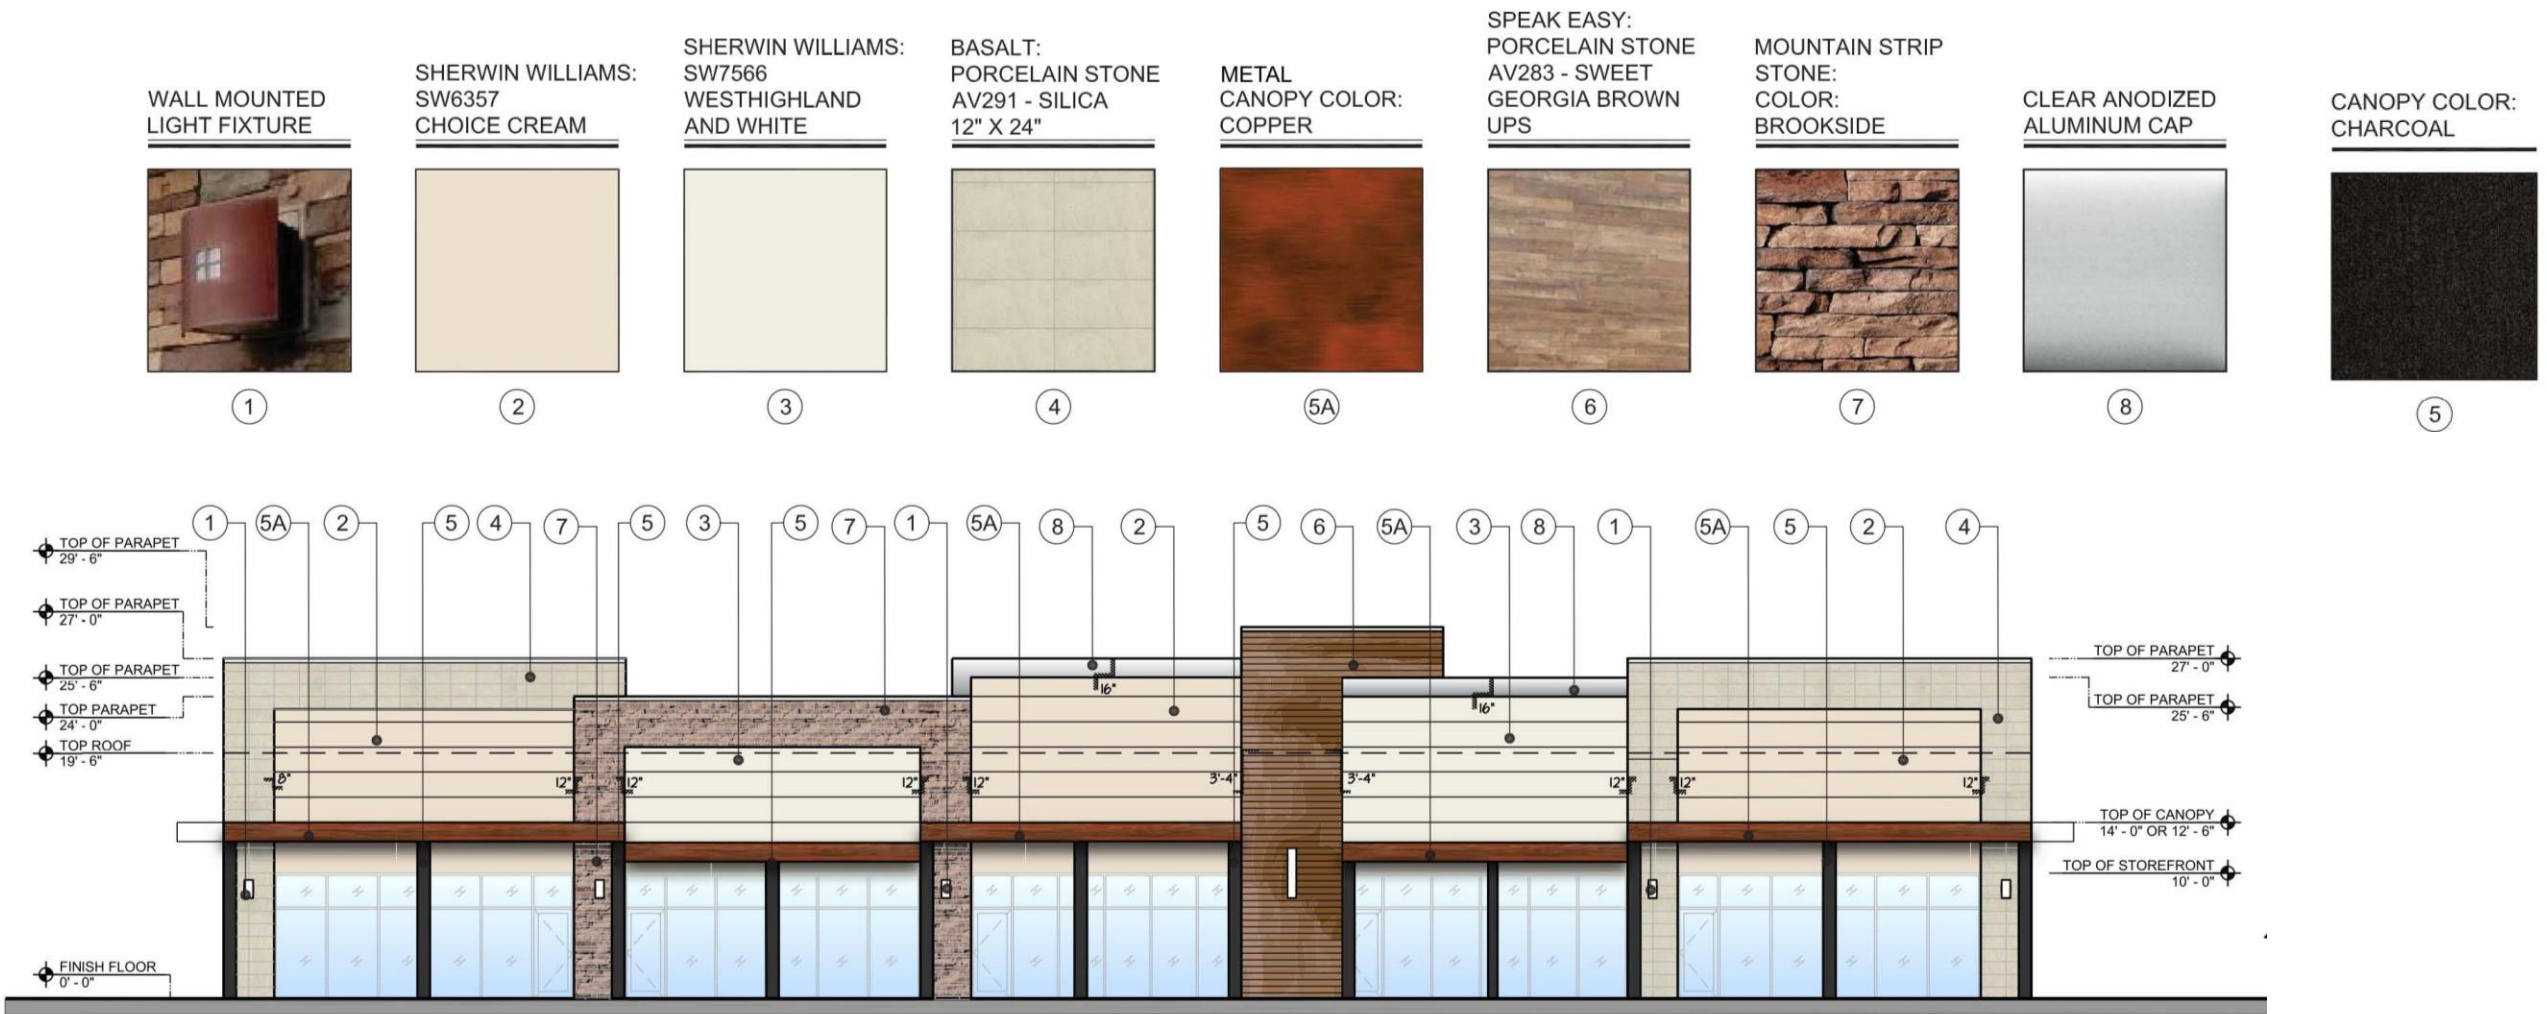 WALL MOUNTED
LIGHT FIXTURE
1
SHERWIN WILLIAMS:
SW6357
CHOICE CREAM
2
SHERWIN WILLIAMS:
SW7566
WESTHIGHLAND
AND WHITE
3
BASALT:
PORCELAIN STONE
AV291 - SILICA
12" X 24"
4
METAL
CANOPY COLOR:
COPPER
5A
SPEAK EASY:
PORCELAIN STONE
AV283 - SWEET
GEORGIA BROWN
UPS
6
MOUNTAIN STRIP
STONE:
COLOR:
BROOKSIDE
7
CLEAR ANODIZED
ALUMINUM CAP
8
CANOPY COLOR:
CHARCOAL
5
1 5A 2 5 4 7 5 3 5 7 1 5A 8 2 5 6 5A 3 8 1 5A 5 2 4
TOP OF PARAPET
29' - 6"
TOP OF PARAPET
27' - 0"
TOP OF PARAPET
25' - 6"
TOP PARAPET
24' - 0"
TOP ROOF
19' - 6"
FINISH FLOOR
0' - 0"
16"
16"
8" 12" 12" 12" 12" 3'-4" 3'-4" 12" 12" 12"
TOP OF PARAPET
27' - 0"
TOP OF PARAPET
25' - 6"
TOP OF CANOPY
14' - 0" OR 12' - 6"
TOP OF STOREFRONT
10' - 0"